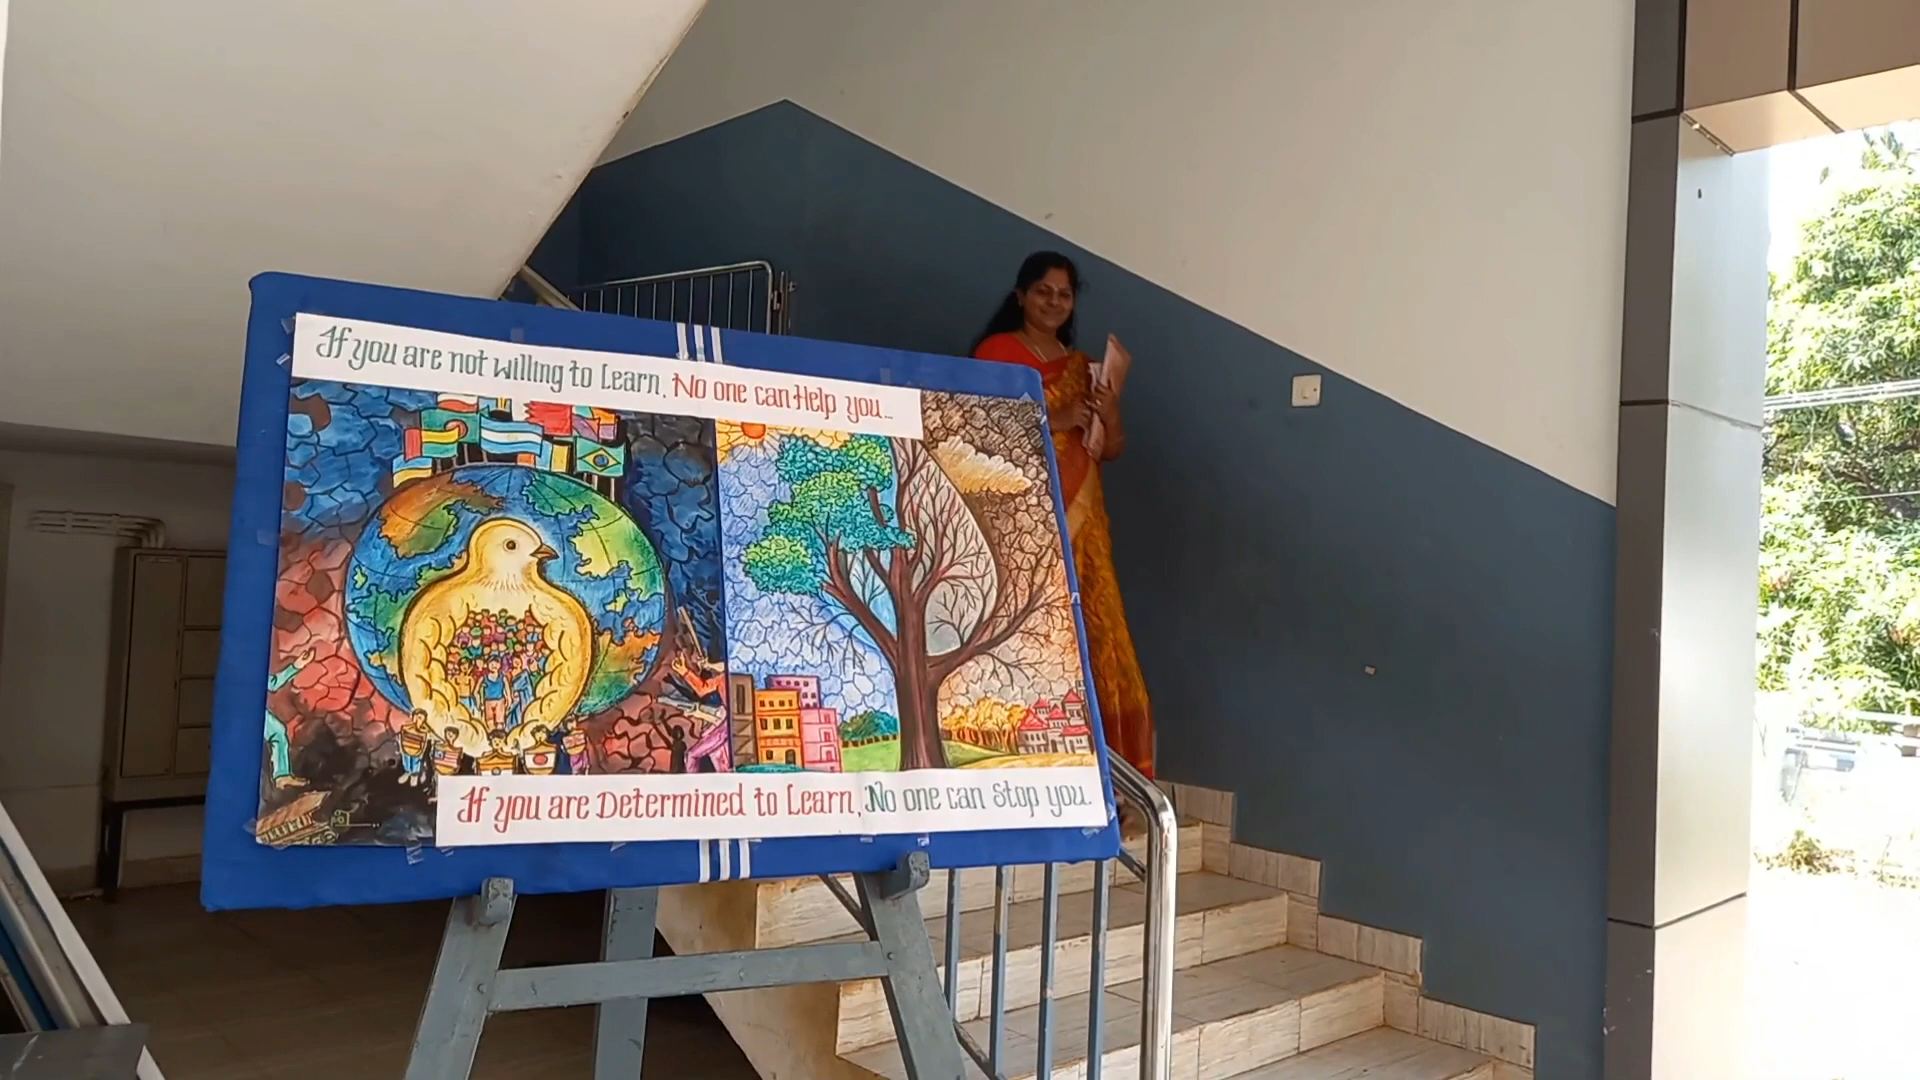 If you are not willing to Learn, No one can Help you...
If you are Determined to Learn, No one can Stop you.